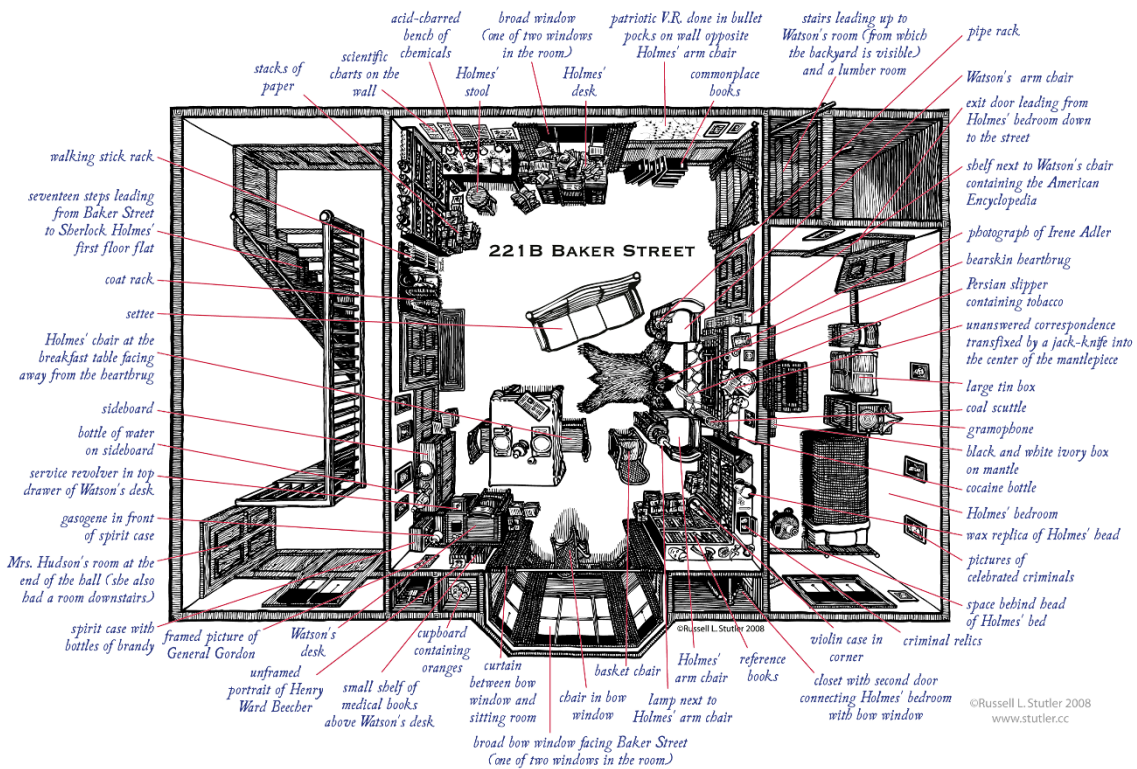 acid-charred
bench of
chemicals
broad window
(one of two windows
in the room)
patriotic V.R. done in bullet
pocks on wall opposite
Holmes' arm chair
stairs leading up to
Watson's room (from which
the backyard is visible)
and a lumber room
pipe rack
scientific
charts on the
wall
Holmes'
stool
Holmes'
desk
commonplace
books
stacks of
paper
Watson's arm chair
exit door leading from
Holmes' bedroom down
to the street
walking stick rack
shelf next to Watson's chair
containing the American
Encyclopedia
seventeen steps leading
from Baker Street
to Sherlock Holmes'
first floor flat
photograph of Irene Adler
221B BAKER STREET
bearskin hearthrug
coat rack
Persian slipper
containing tobacco
settee
unanswered correspondence
transfixed by a jack-knife into
the center of the mantlepiece
Holmes' chair at the
breakfast table facing
away from the hearthrug
large tin box
sideboard
coal scuttle
gramophone
bottle of water
on sideboard
black and white ivory box
on mantle
service revolver in top
drawer of Watson's desk
cocaine bottle
gasogene in front
of spirit case
Holmes' bedroom
wax replica of Holmes' head
Mrs. Hudson's room at the
end of the hall (she also
had a room downstairs)
pictures of
celebrated criminals
spirit case with
bottles of brandy
framed picture of
General Gordon
Watson's
desk
cupboard
containing
oranges
©Russell L. Stutler 2008
space behind head
of Holmes' bed
unframed
portrait of Henry
Ward Beecher
small shelf of
medical books
above Watson's desk
curtain
between bow
window and
sitting room
chair in bow
window
basket chair
Holmes'
arm chair
reference
books
violin case in
corner
criminal relics
lamp next to
Holmes' arm chair
closet with second door
connecting Holmes' bedroom
with bow window
broad bow window facing Baker Street
(one of two windows in the room)
©Russell L. Stutler 2008
www.stutler.cc